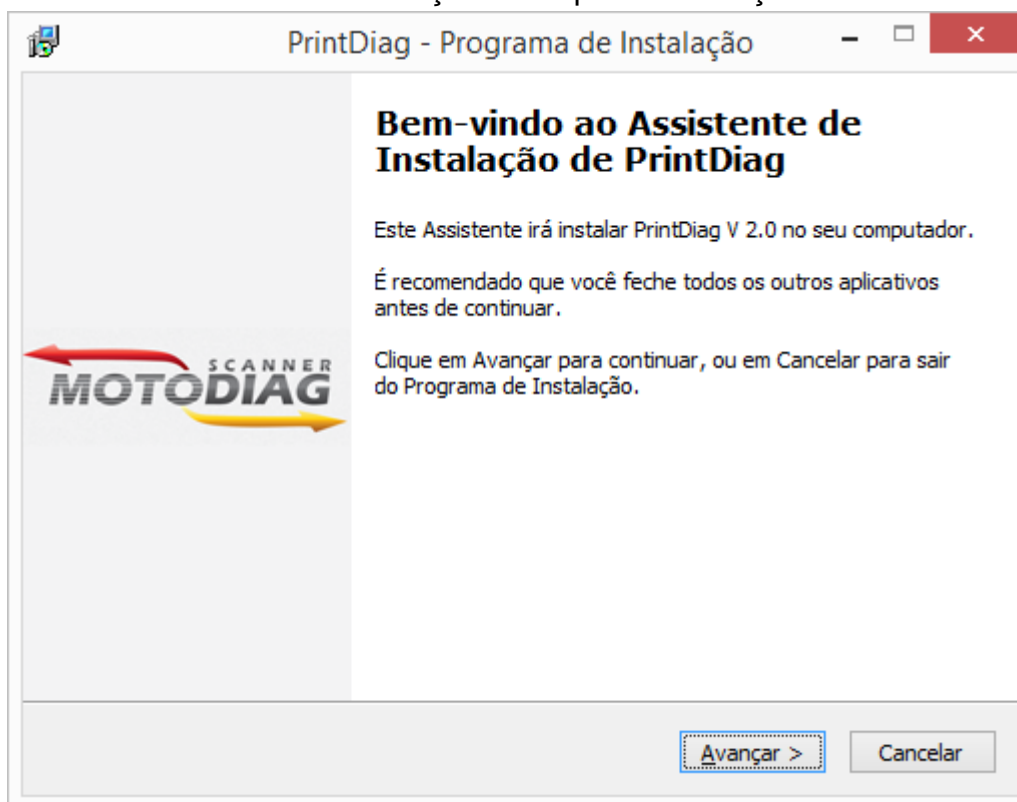 PrintDiag - Programa de Instalação
Bem-vindo ao Assistente de
Instalação de PrintDiag
Este Assistente irá instalar PrintDiag V 2.0 no seu computador.
É recomendado que você feche todos os outros aplicativos
antes de continuar.
Clique em Avançar para continuar, ou em Cancelar para sair
do Programa de Instalação.
SCANNER
MOTODIAG
Avançar >
Cancelar